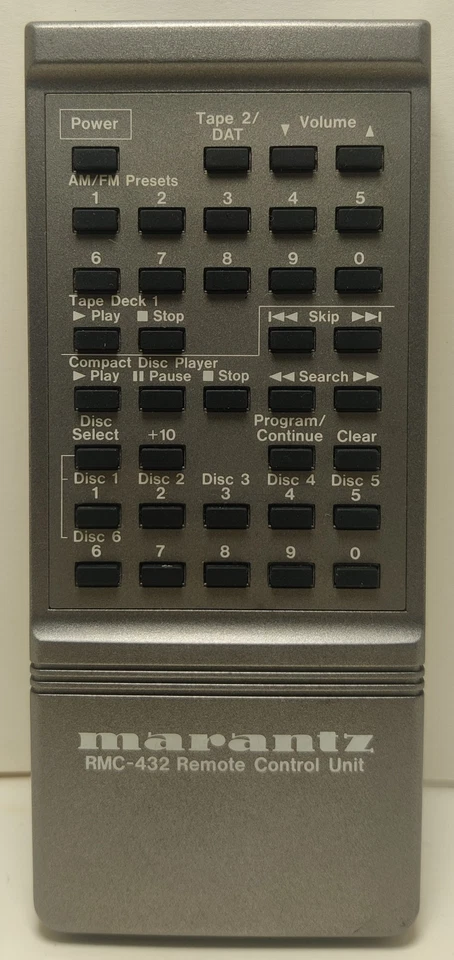 Power
Tape 2/
DAT
▼ Volume ▲
AM/FM Presets
1 2 3 4 5
6 7 8 9 0
Tape Deck 1
▶ Play ■ Stop
I◀◀ Skip ▶▶I
Compact Disc Player
▶ Play ❚❚ Pause ■ Stop ◀◀ Search ▶▶
Disc
Select
+10
Program/
Continue
Clear
Disc 1 Disc 2 Disc 3 Disc 4 Disc 5
1 2 3 4 5
Disc 6
6 7 8 9 0
marantz
RMC-432 Remote Control Unit